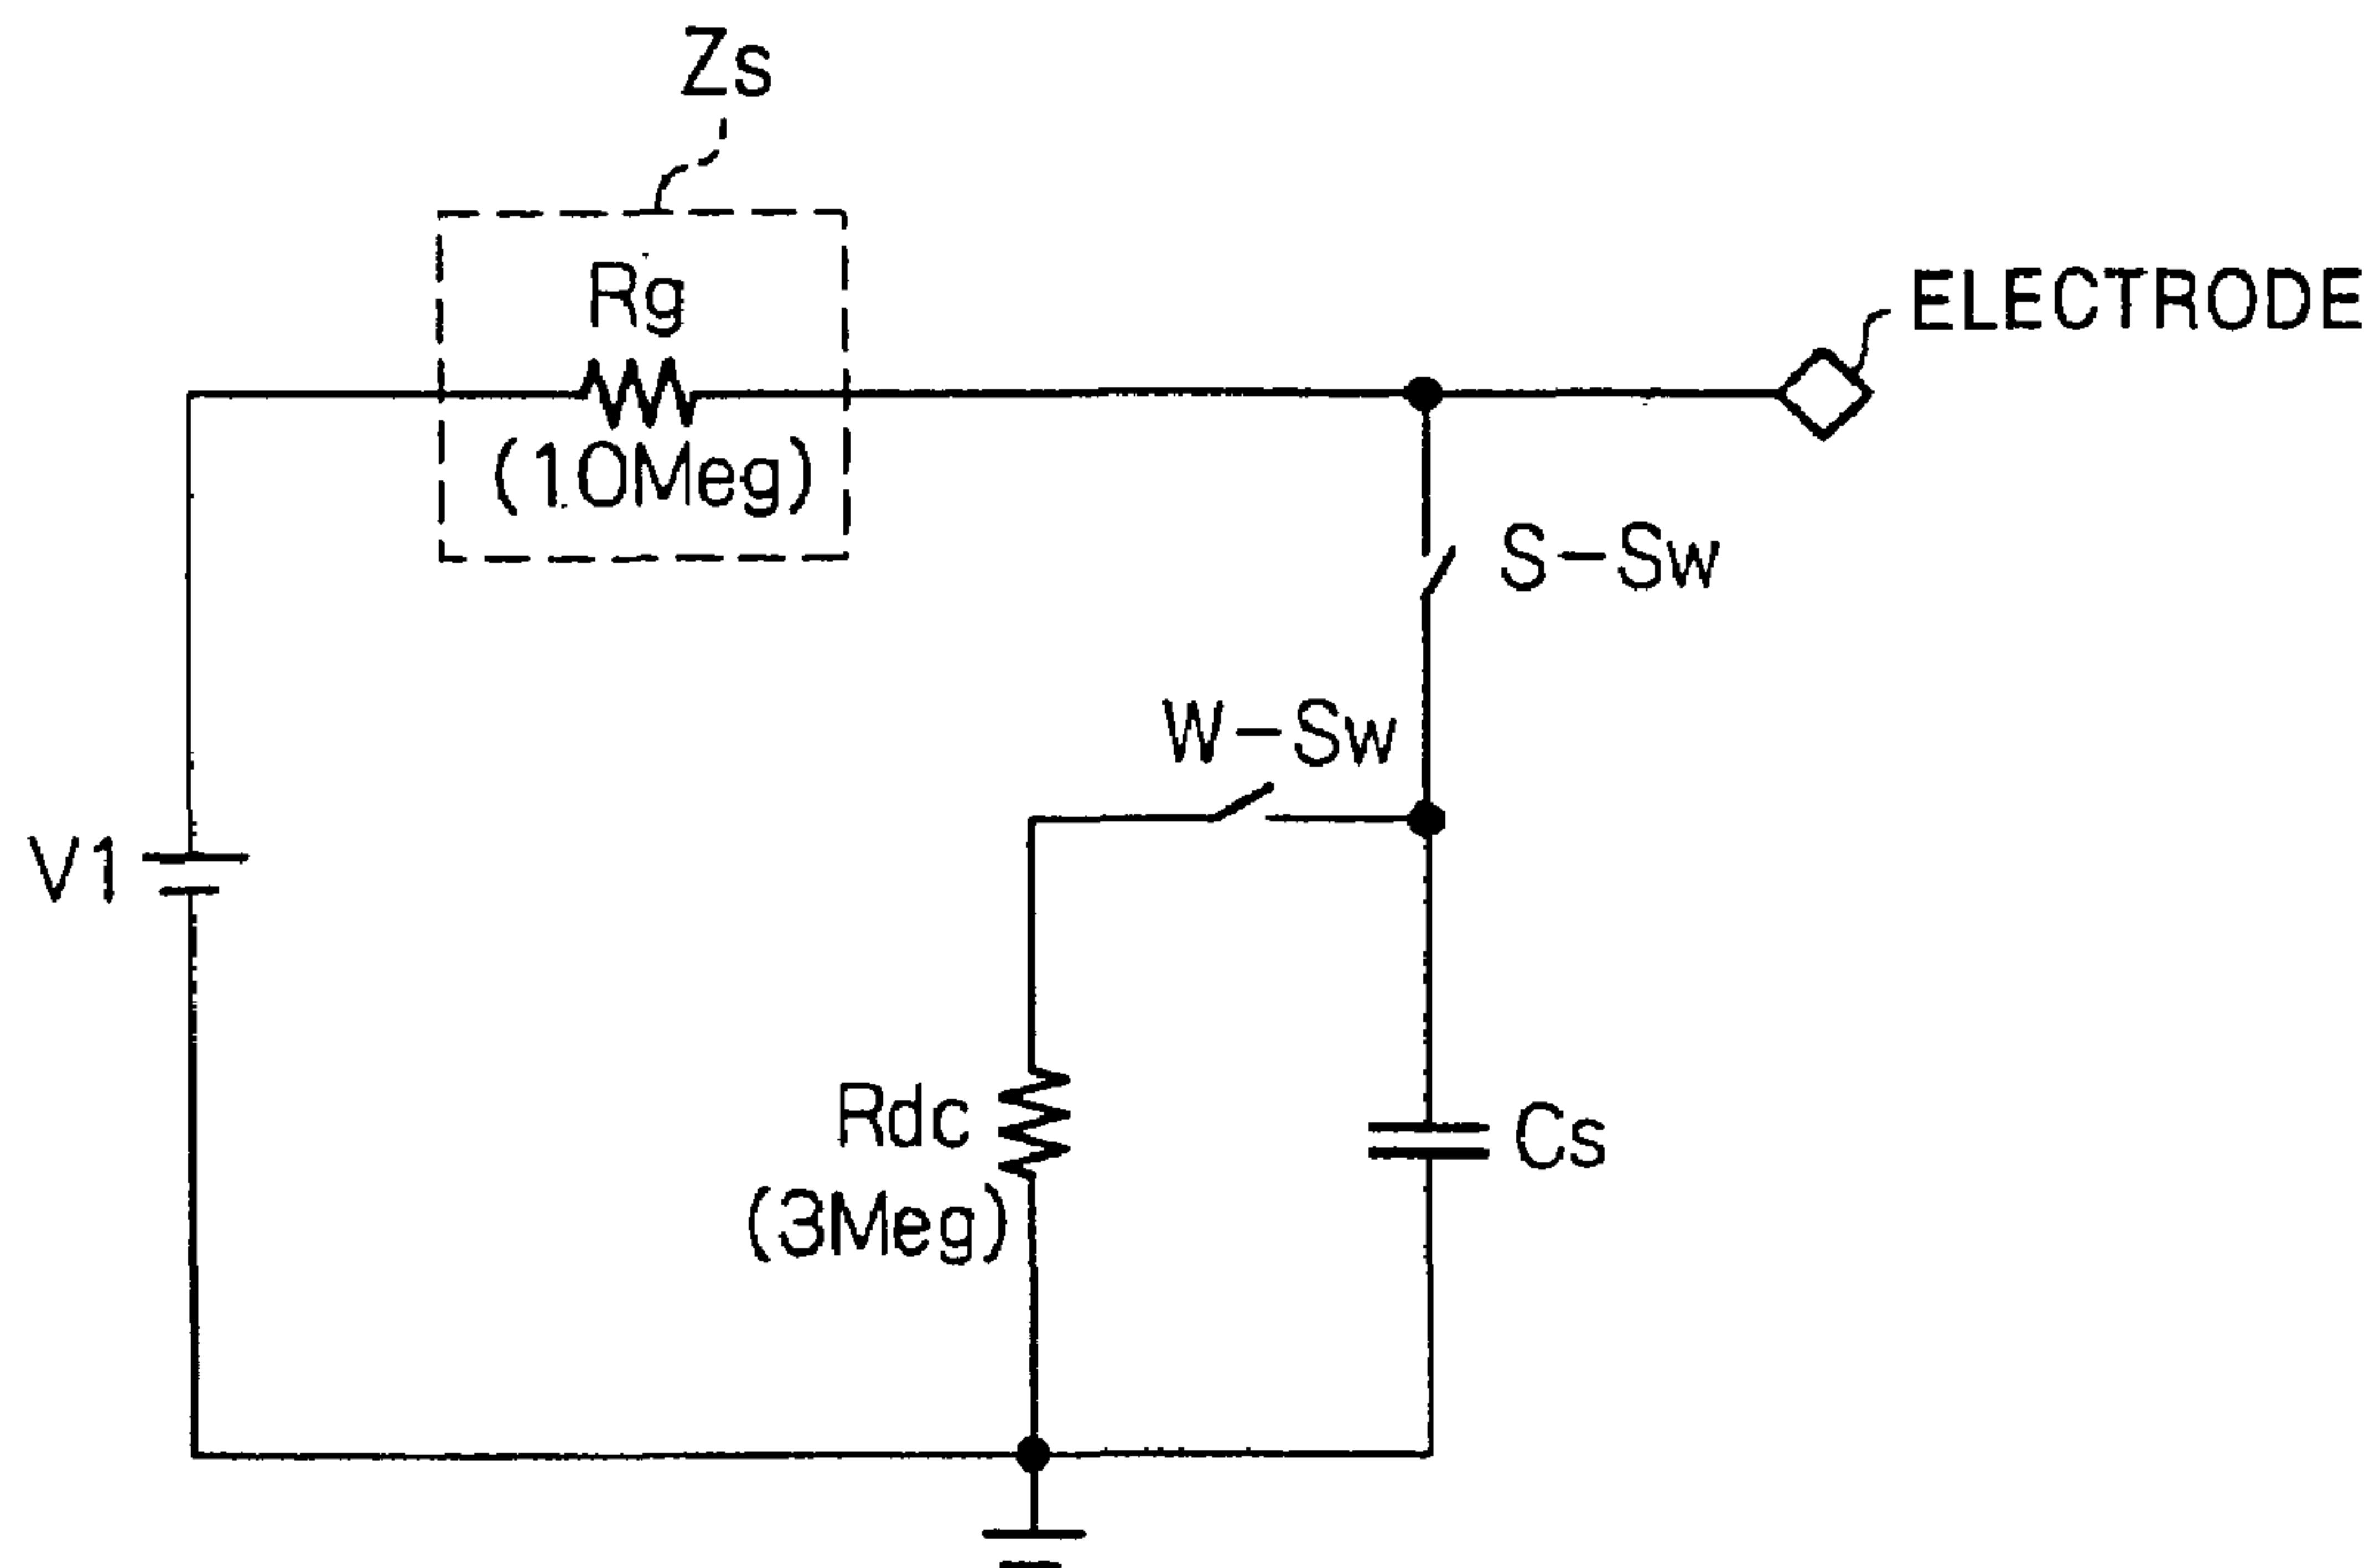 Zs
Rg
(10Meg)
ELECTRODE
S-Sw
W-Sw
V1
Rdc
(3Meg)
Cs